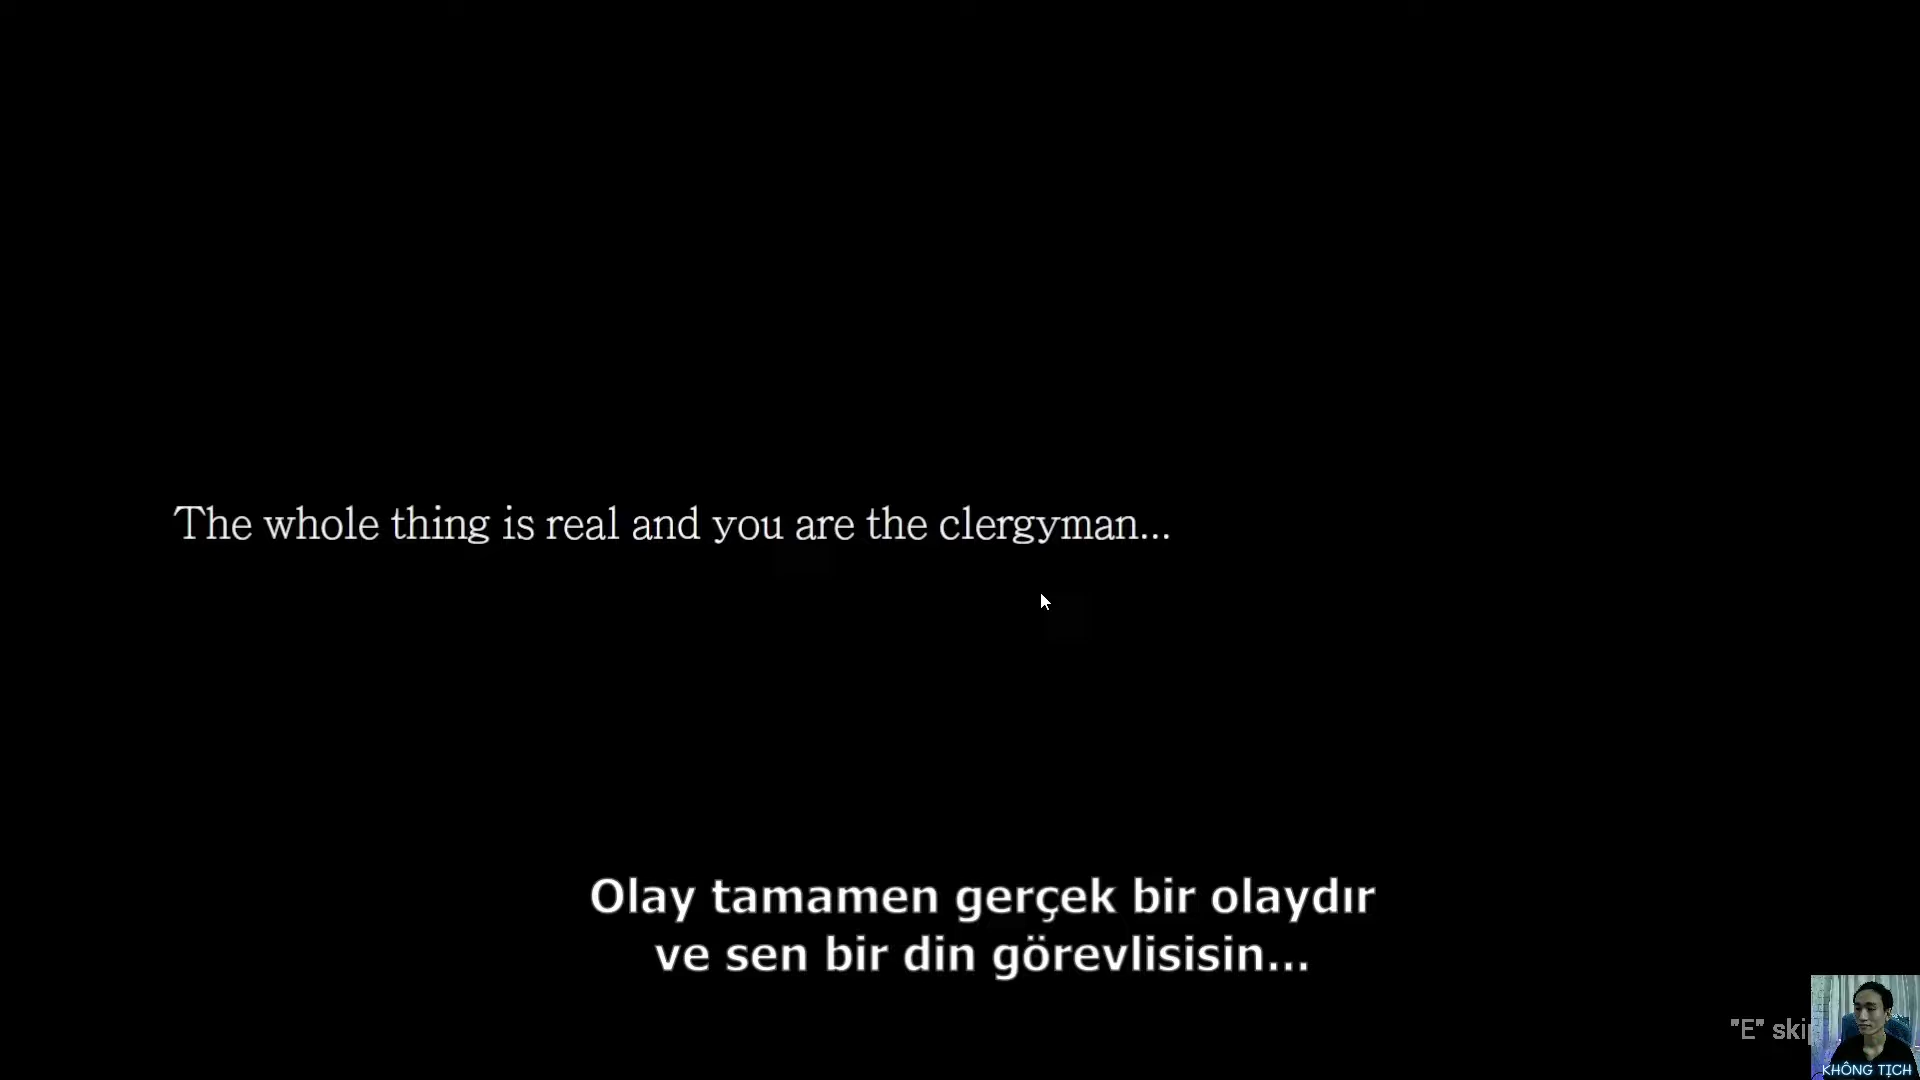 The whole thing is real and you are the clergyman...
Olay tamamen gerçek bir olaydır
ve sen bir din görevlisisin...
"E" skip
KHÔNG TỊCH